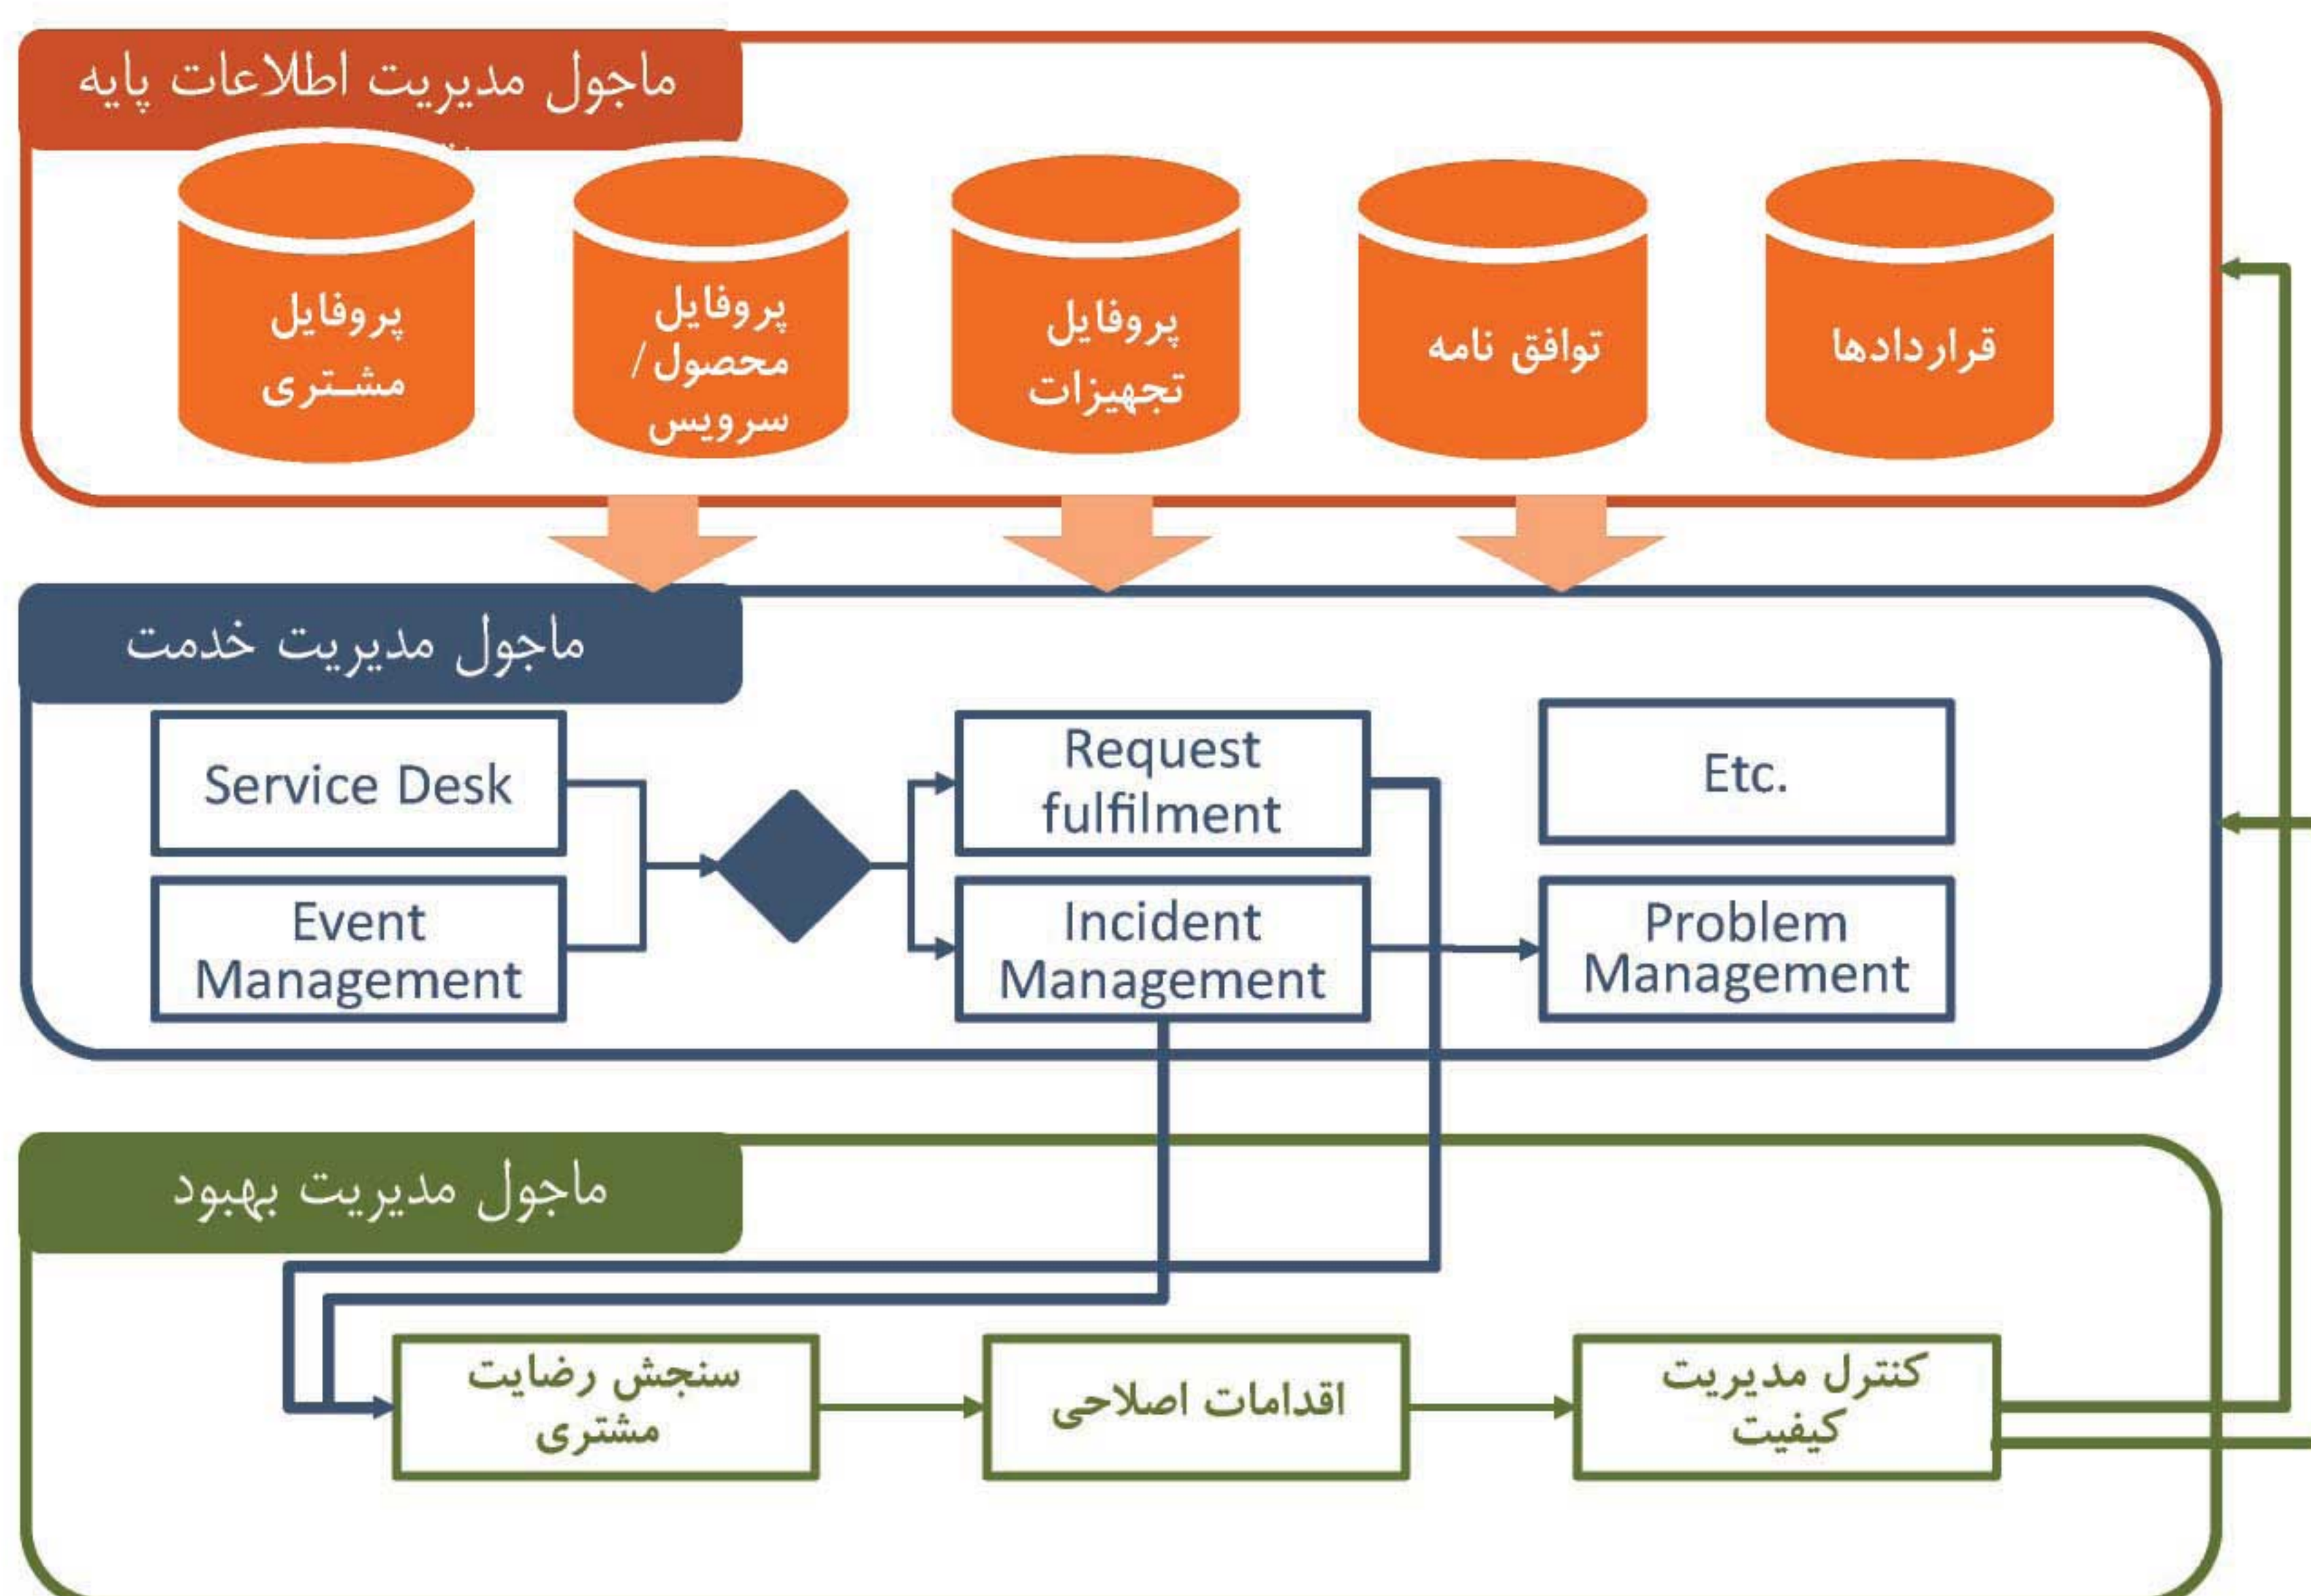 ماجول مدیریت اطلاعات پایه
پروفایل
مشتری
پروفایل
محصول/
سرویس
پروفایل
تجهیزات
توافق نامه
قراردادها
ماجول مدیریت خدمت
Service Desk
Event
Management
Request
fulfilment
Incident
Management
Etc.
Problem
Management
ماجول مدیریت بهبود
سنجش رضایت
مشتری
اقدامات اصلاحی
کنترل مدیریت
کیفیت